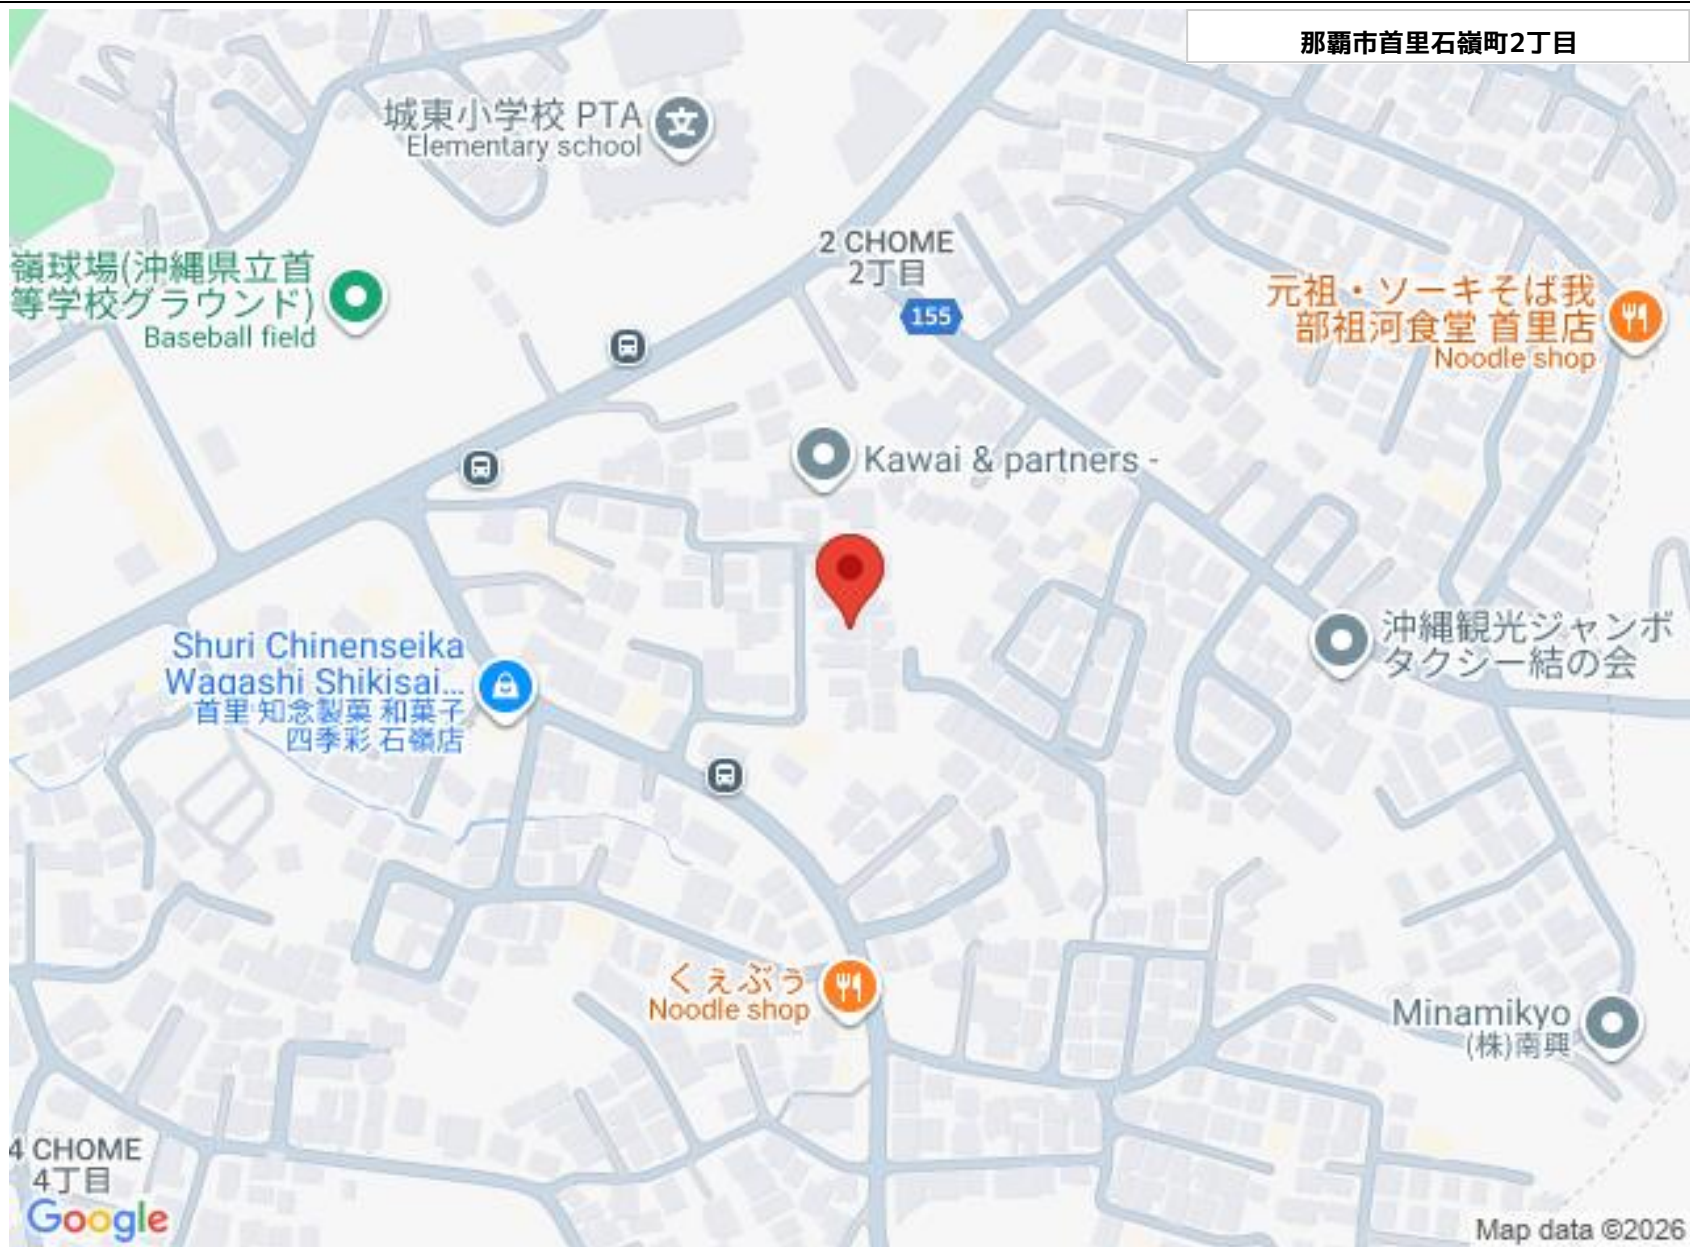 那覇市首里石嶺町2丁目
城東小学校 PTA
Elementary school
2 CHOME
2丁目
155
嶺球場(沖縄県立首
等学校グラウンド)
Baseball field
元祖・ソーキそば我
部祖河食堂 首里店
Noodle shop
Kawai & partners -
沖縄観光ジャンボ
タクシー結の会
Shuri Chinenseika
Wagashi Shikisai...
首里 知念製菓 和菓子
四季彩 石嶺店
くぇぶぅ
Noodle shop
Minamikyo
(株)南興
4 CHOME
4丁目
Google
Map data ©2026